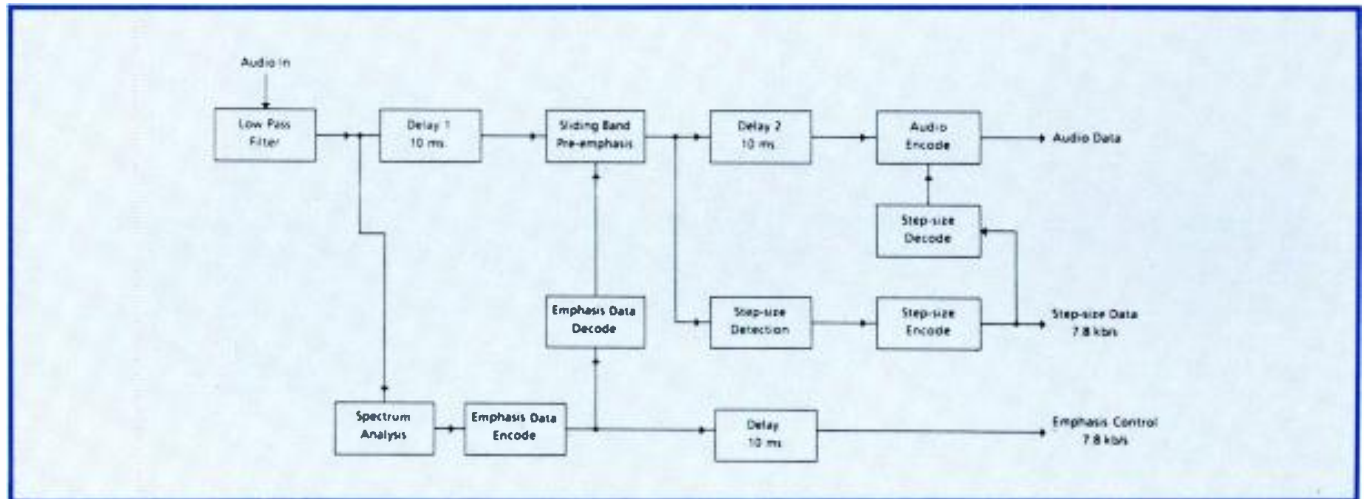 Audio In
Low Pass
Filter
Delay 1
10 ms.
Sliding Band
Pre-emphasis
Delay 2
10 ms.
Audio
Encode
Audio Data
Step-size
Decode
Emphasis Data
Decode
Step-size
Detection
Step-size
Encode
Step-size Data
7.8 kb/s
Spectrum
Analysis
Emphasis Data
Encode
Delay
10 ms
Emphasis Control
7.8 kb/s